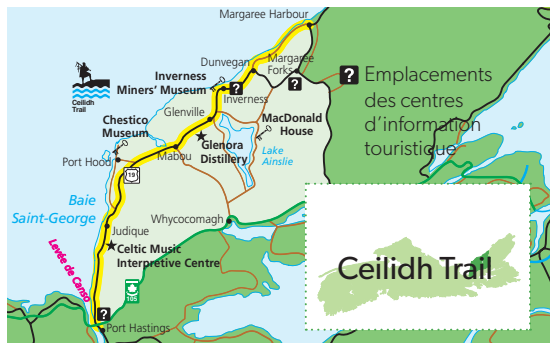 Margaree Harbour
Dunvegan
Margaree
Forks
?
?
? Emplacements
des centres
d’information
touristique
Inverness
Miners’ Museum
Inverness
Ceilidh
Trail
Glenville
Chestico
Museum
MacDonald
House
Glenora
Distillery
Lake
Ainslie
Mabou
Port Hood
19
Baie
Saint-George
Whycocomagh
Judique
Celtic Music
Interpretive Centre
Levée de Canso
105
?
Port Hastings
Ceilidh Trail